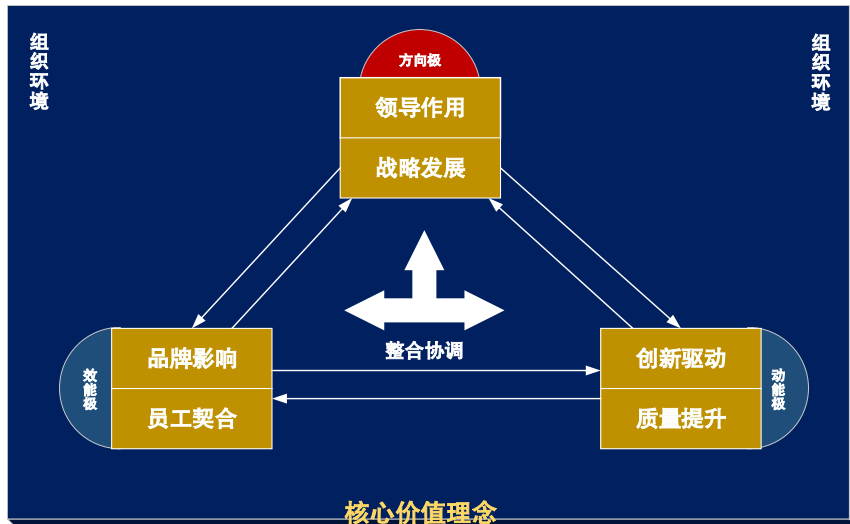 组织环境
组织环境
方向极
领导作用
战略发展
整合协调
效能极
品牌影响
员工契合
创新驱动
质量提升
动能极
核心价值理念